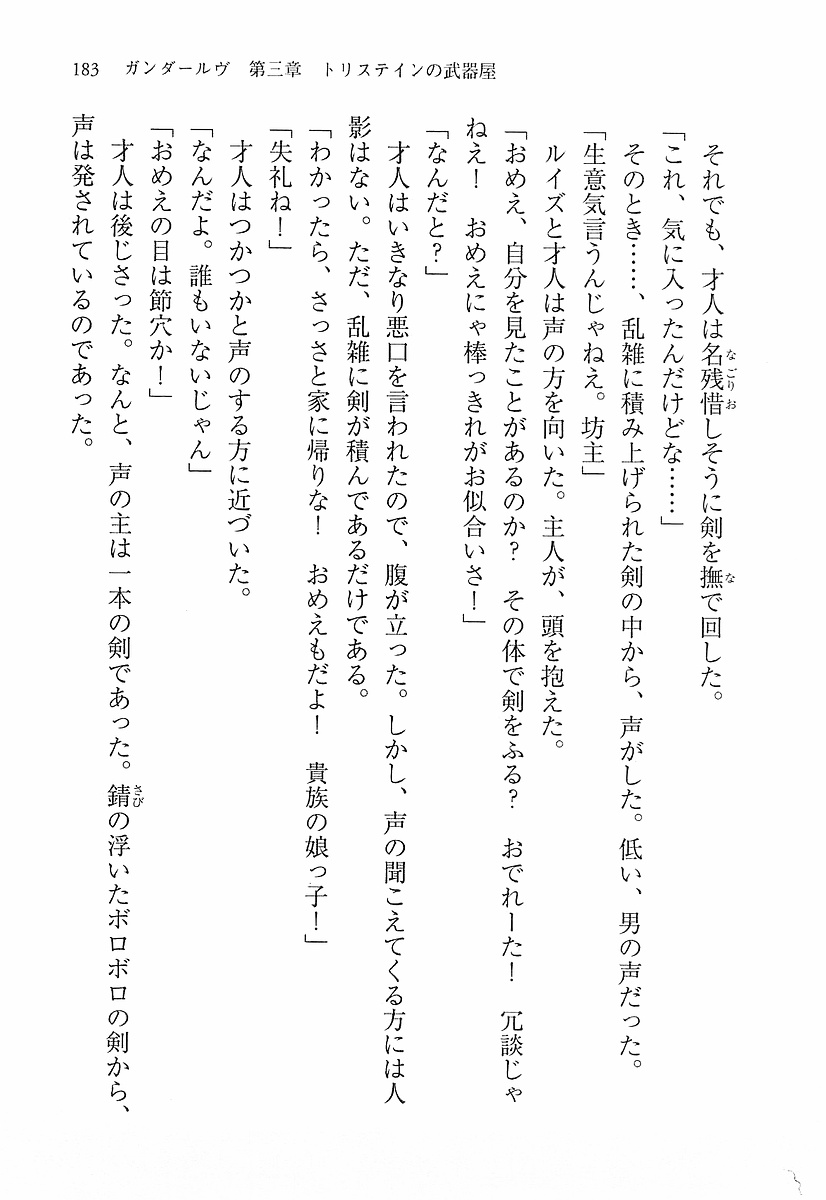 183　ガンダールヴ　第三章　トリステインの武器屋
　それでも、才人は名残惜しそうに剣を撫で回した。
「これ、気に入ったんだけどな……」
　そのとき……、乱雑に積み上げられた剣の中から、声がした。低い、男の声だった。
「生意気言うんじゃねえ。坊主」
　ルイズと才人は声の方を向いた。主人が、頭を抱えた。
「おめえ、自分を見たことがあるのか？　その体で剣をふる？　おでれーた！　冗談じゃ
ねえ！　おめえにゃ棒っきれがお似合いさ！」
「なんだと？」
　才人はいきなり悪口を言われたので、腹が立った。しかし、声の聞こえてくる方には人
影はない。ただ、乱雑に剣が積んであるだけである。
「わかったら、さっさと家に帰りな！　おめえもだよ！　貴族の娘っ子！」
「失礼ね！」
　才人はつかつかと声のする方に近づいた。
「なんだよ。誰もいないじゃん」
「おめえの目は節穴か！」
　才人は後じさった。なんと、声の主は一本の剣であった。錆の浮いたボロボロの剣から、
声は発されているのであった。